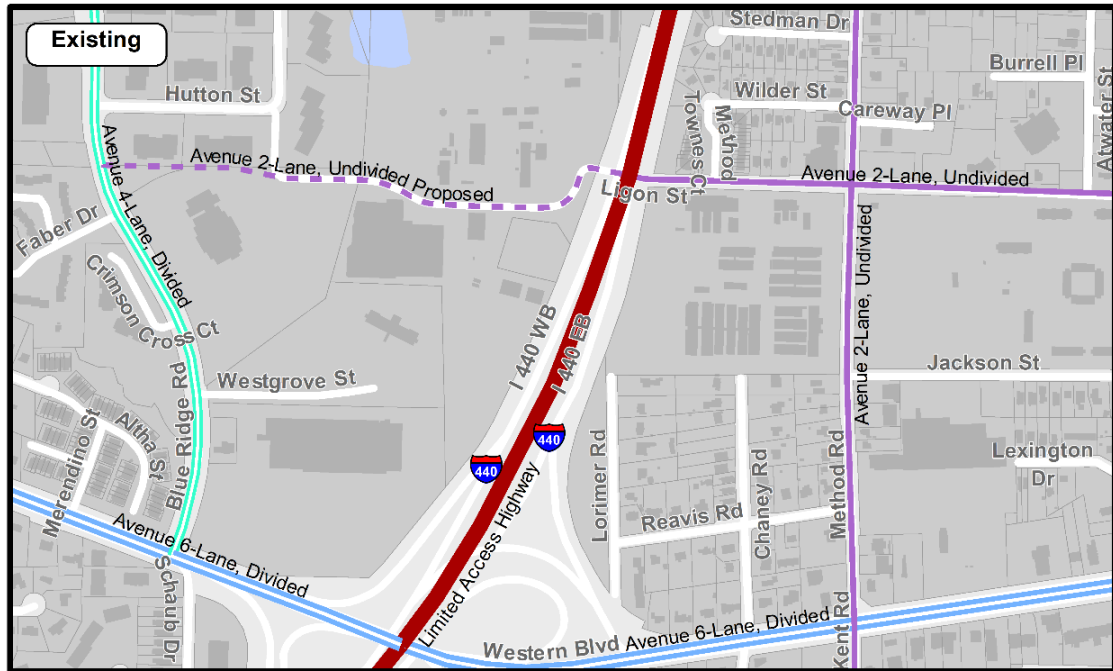 Existing
Stedman Dr
Burrell Pl
Hutton St
Wilder St
Careway Pl
Atwater St
Townes Ct
Method
Avenue 4-Lane, Divided
Avenue 2-Lane, Undivided Proposed
Avenue 2-Lane, Undivided
Ligon St
Faber Dr
Crimson Cross Ct
I 440 WB
I 440 EB
Avenue 2-Lane, Undivided
Jackson St
Westgrove St
Blue Ridge Rd
Altha St
Merendino St
440
440
Lorimer Rd
Chaney Rd
Method Rd
Lexington
Dr
Reavis Rd
Avenue 6-Lane, Divided
Limited Access Highway
Schaub Dr
Western Blvd
Avenue 6-Lane, Divided
Kent Rd